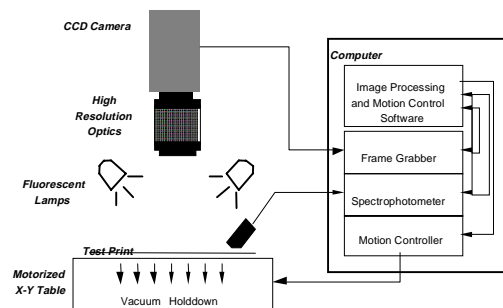 CCD Camera
High
Resolution
Optics
Fluorescent
Lamps
Test Print
Motorized
X-Y Table
Vacuum Holddown
Computer
Image Processing
and Motion Control
Software
Frame Grabber
Spectrophotometer
Motion Controller